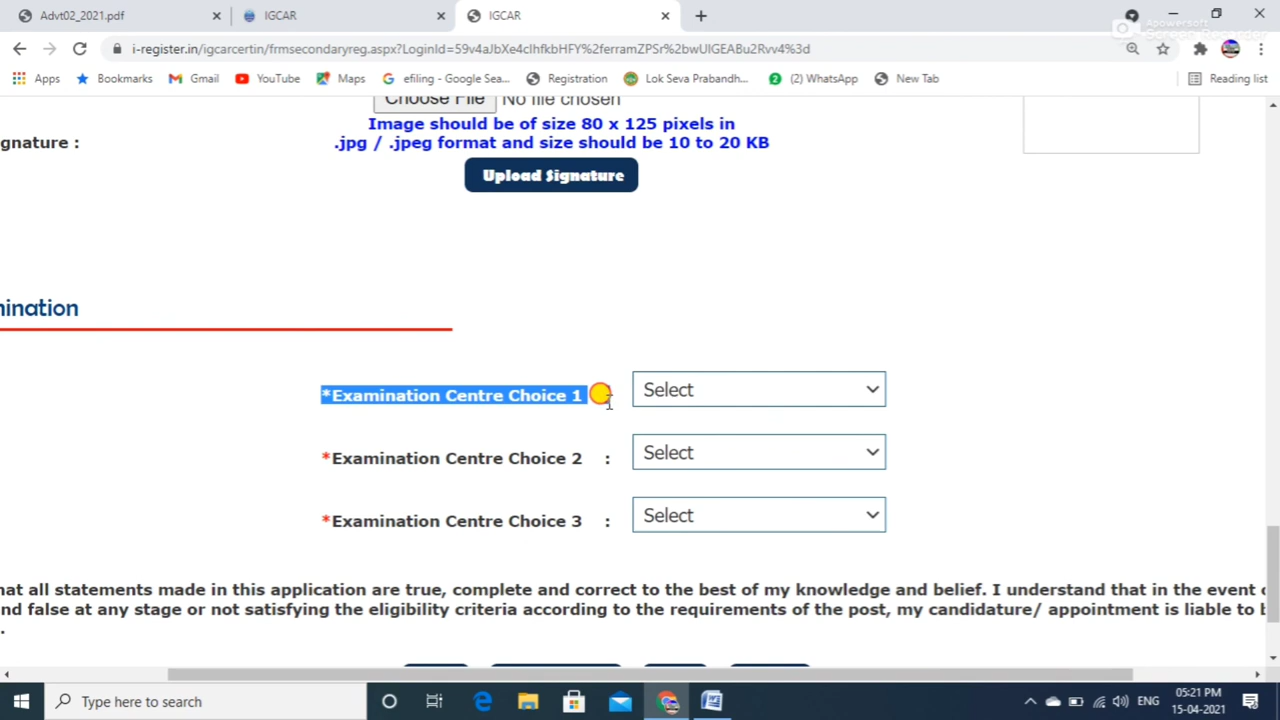 Advt02_2021.pdf
IGCAR
IGCAR
i-register.in/igcarcertin/frmsecondaryreg.aspx?LoginId=59v4aJbXe4cIhfkbHFY%2ferramZPSr%2bwUIGEABu2Rvv4%3d
Apowersoft
Screen Recorder
Apps
Bookmarks
Gmail
YouTube
Maps
efiling - Google Sea...
Registration
Lok Seva Prabandh...
(2) WhatsApp
New Tab
Reading list
Choose File No file chosen
Image should be of size 80 x 125 pixels in
gnature :
.jpg / .jpeg format and size should be 10 to 20 KB
Upload Signature
mination
*Examination Centre Choice 1 : Select
*Examination Centre Choice 2 : Select
*Examination Centre Choice 3 : Select
hat all statements made in this application are true, complete and correct to the best of my knowledge and belief. I understand that in the event o
nd false at any stage or not satisfying the eligibility criteria according to the requirements of the post, my candidature/ appointment is liable to b
.
Type here to search
ENG
05:21 PM
15-04-2021